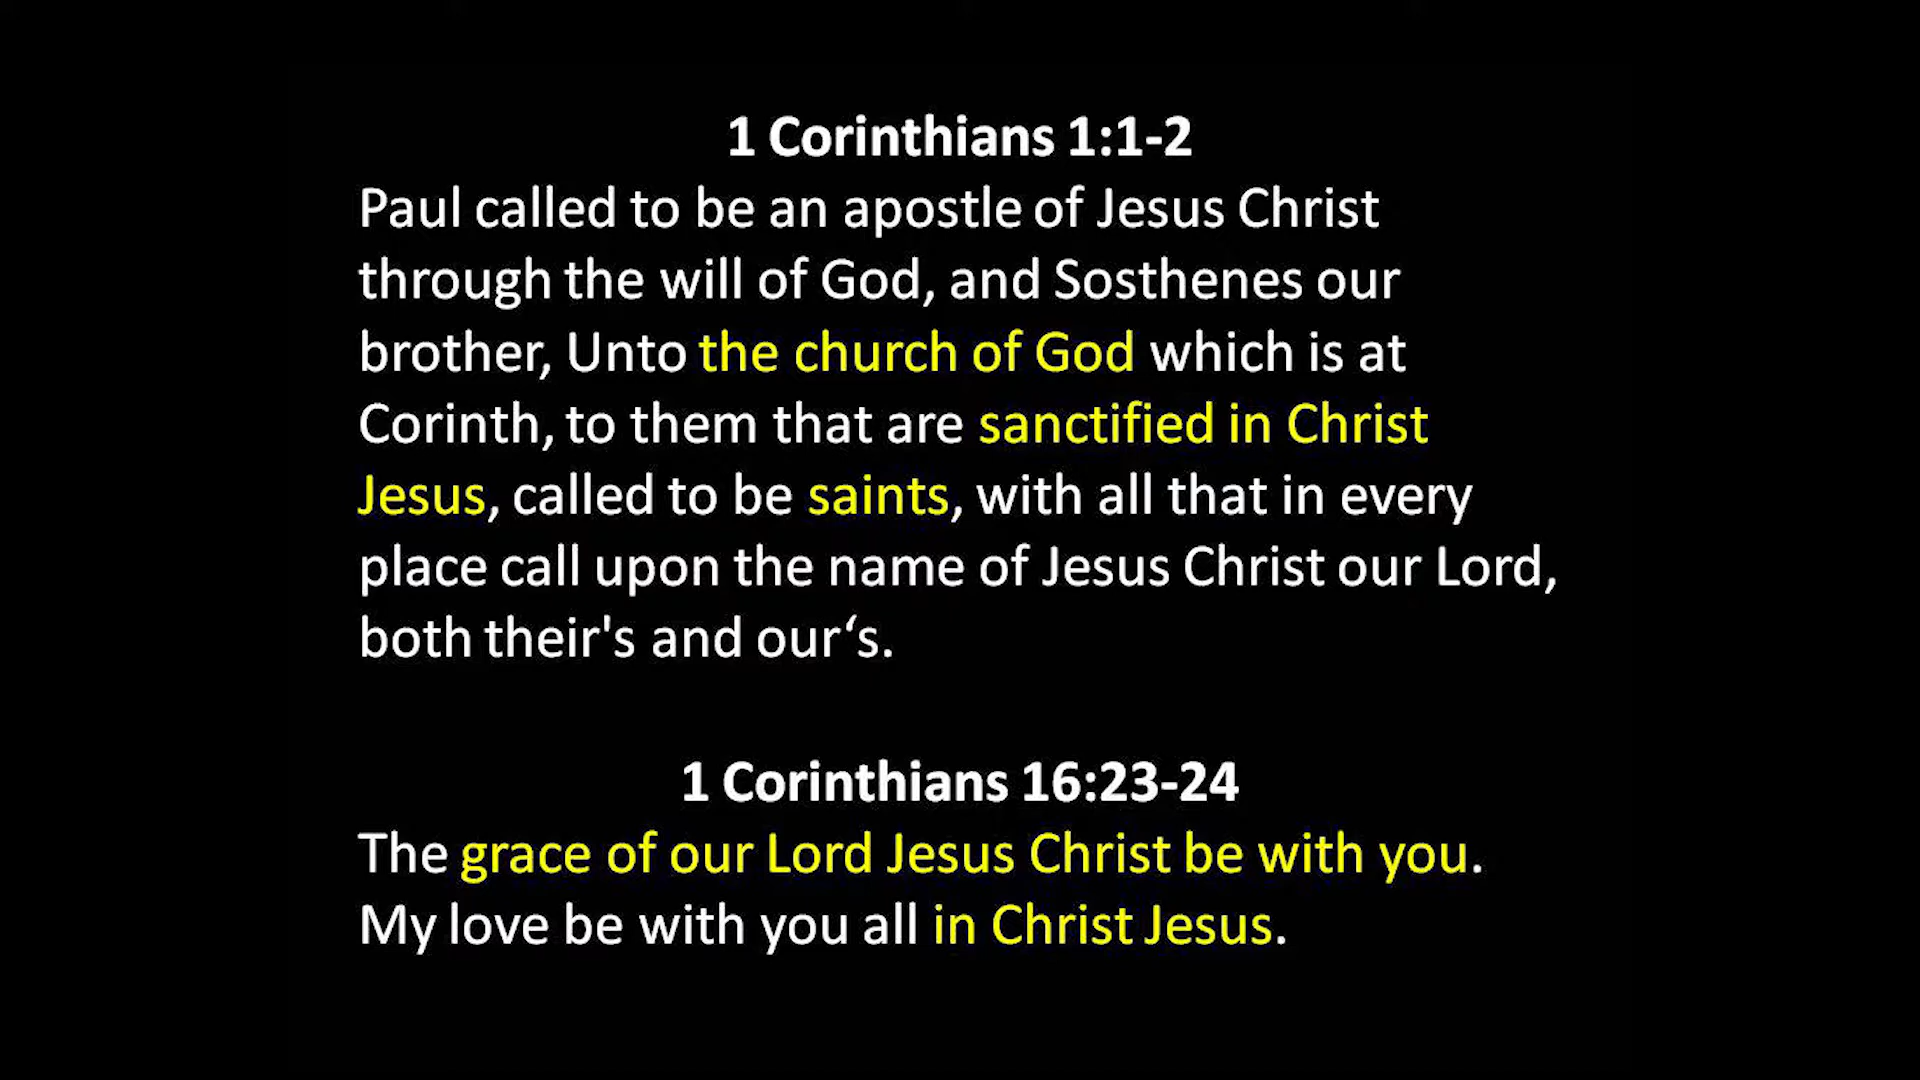 1 Corinthians 1:1-2
Paul called to be an apostle of Jesus Christ
through the will of God, and Sosthenes our
brother, Unto the church of God which is at
Corinth, to them that are sanctified in Christ
Jesus, called to be saints, with all that in every
place call upon the name of Jesus Christ our Lord,
both their's and our‘s.
1 Corinthians 16:23-24
The grace of our Lord Jesus Christ be with you.
My love be with you all in Christ Jesus.